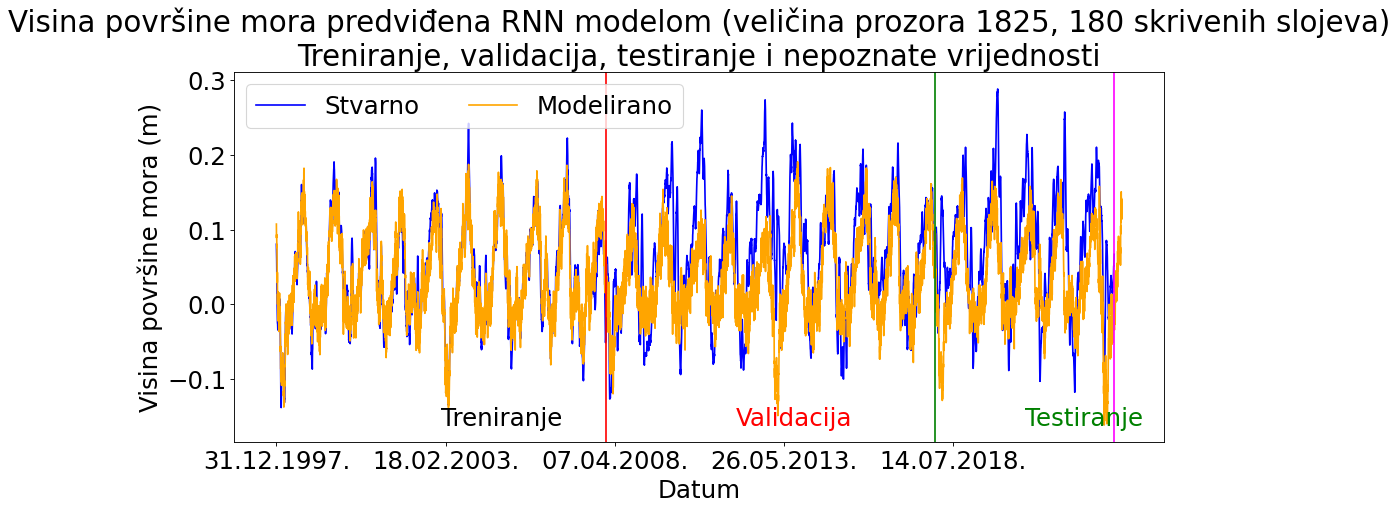 Visina površine mora predviđena RNN modelom (veličina prozora 1825, 180 skrivenih slojeva)
Treniranje, validacija, testiranje i nepoznate vrijednosti
Stvarno Modelirano
Visina površine mora (m)
0.3
0.2
0.1
0.0
−0.1
Treniranje Validacija Testiranje
31.12.1997. 18.02.2003. 07.04.2008. 26.05.2013. 14.07.2018.
Datum